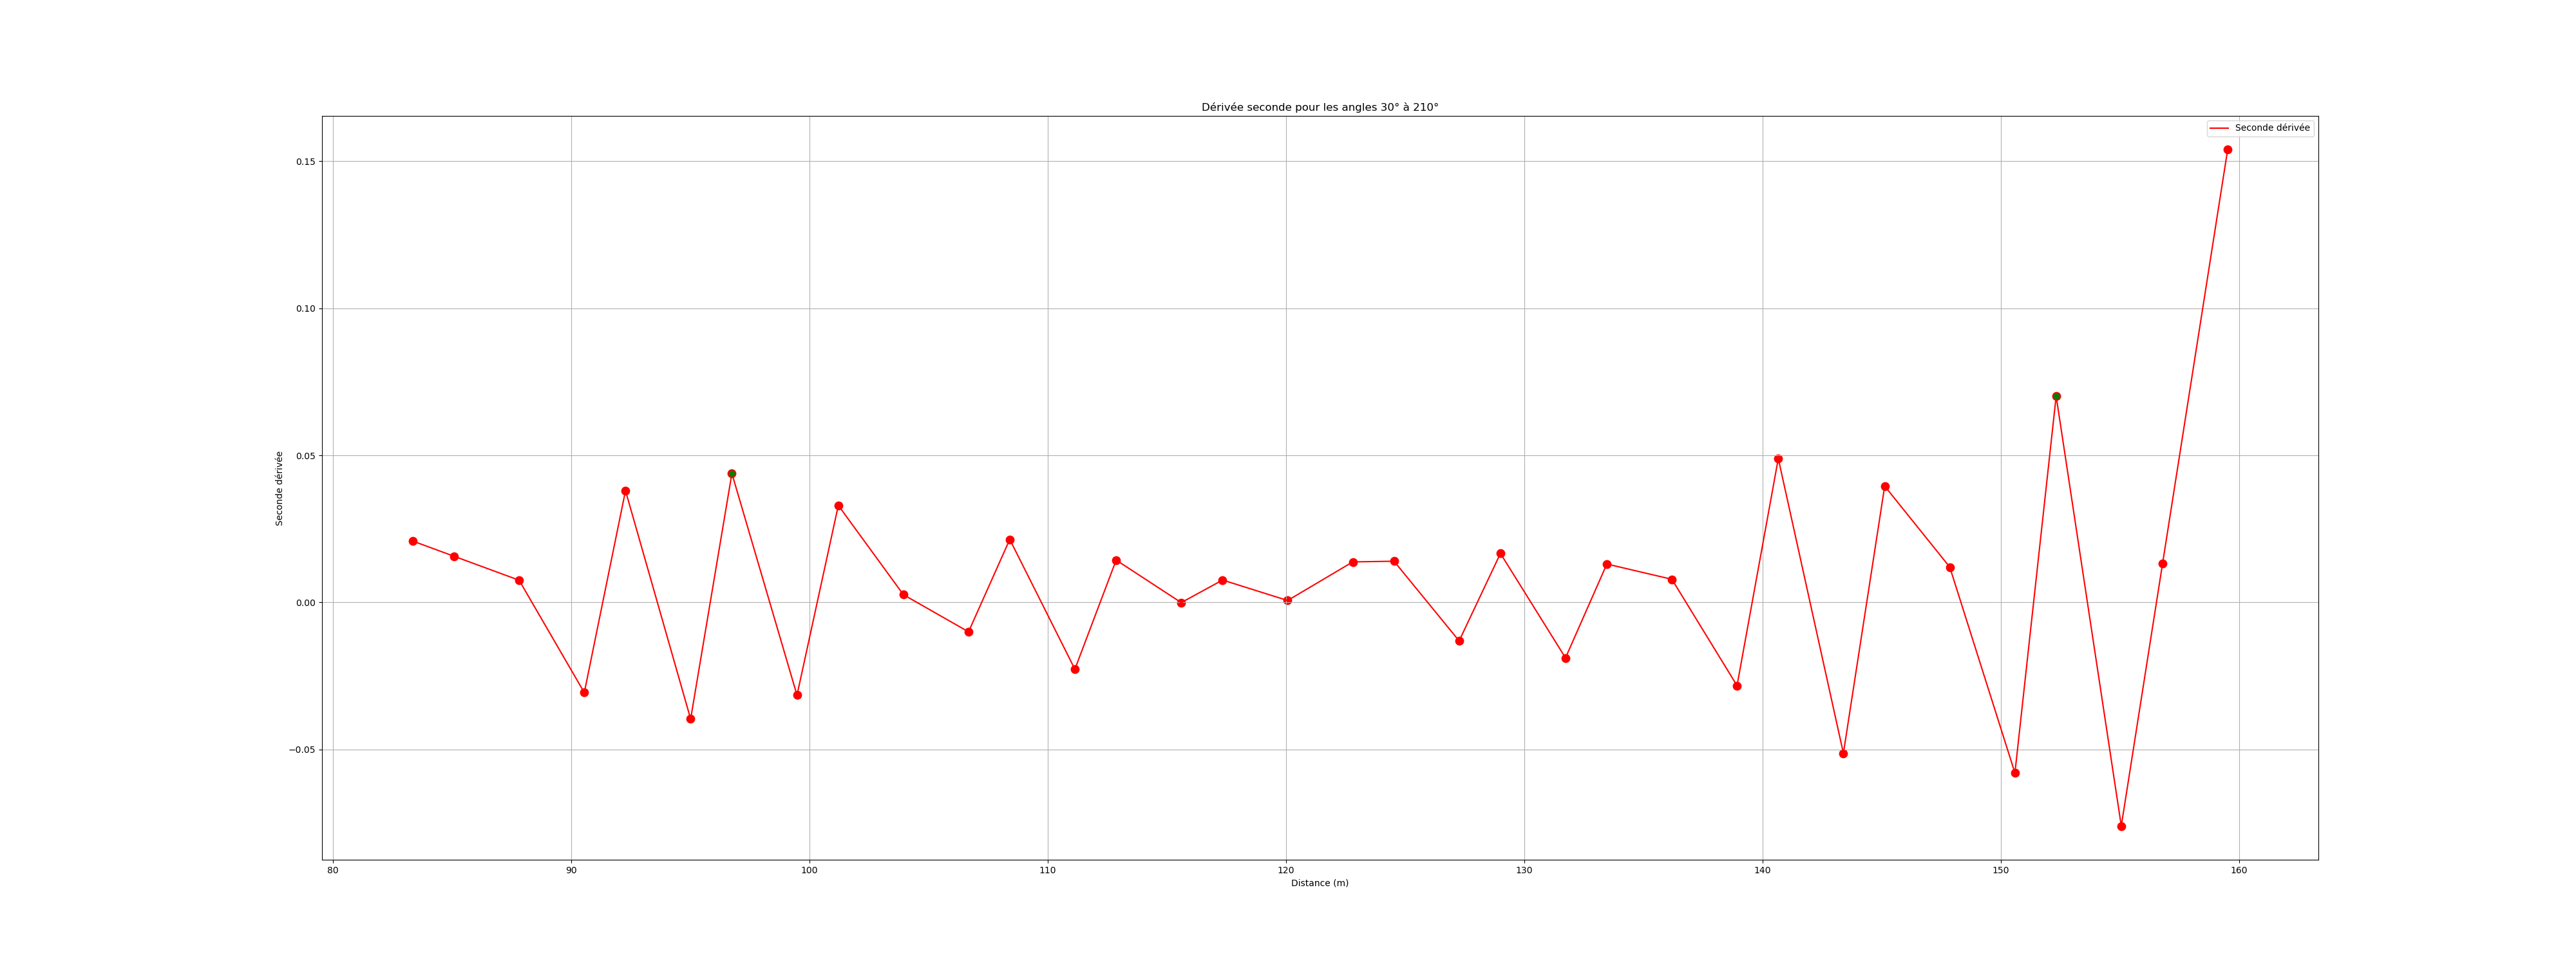 Dérivée seconde pour les angles 30° à 210°
Seconde dérivée
0.15
0.10
0.05
0.00
−0.05
Seconde dérivée
80 90 100 110 120 130 140 150 160
Distance (m)